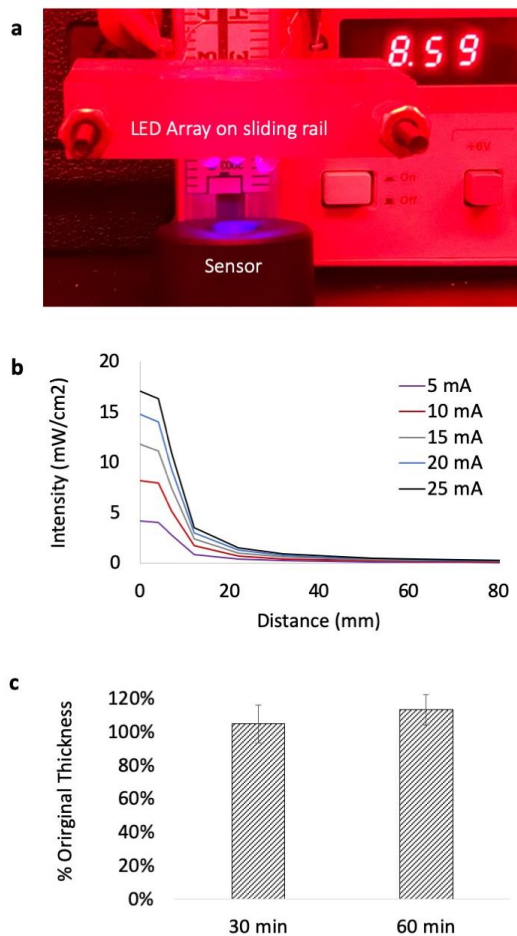 a
8.59
LED Array on sliding rail
+6V
On
Off
Sensor
b
Intensity (mW/cm2)
20
15
10
5
0
5 mA
10 mA
15 mA
20 mA
25 mA
0 20 40 60 80
Distance (mm)
c
% Orirginal Thickness
120%
100%
80%
60%
40%
20%
0%
30 min 60 min